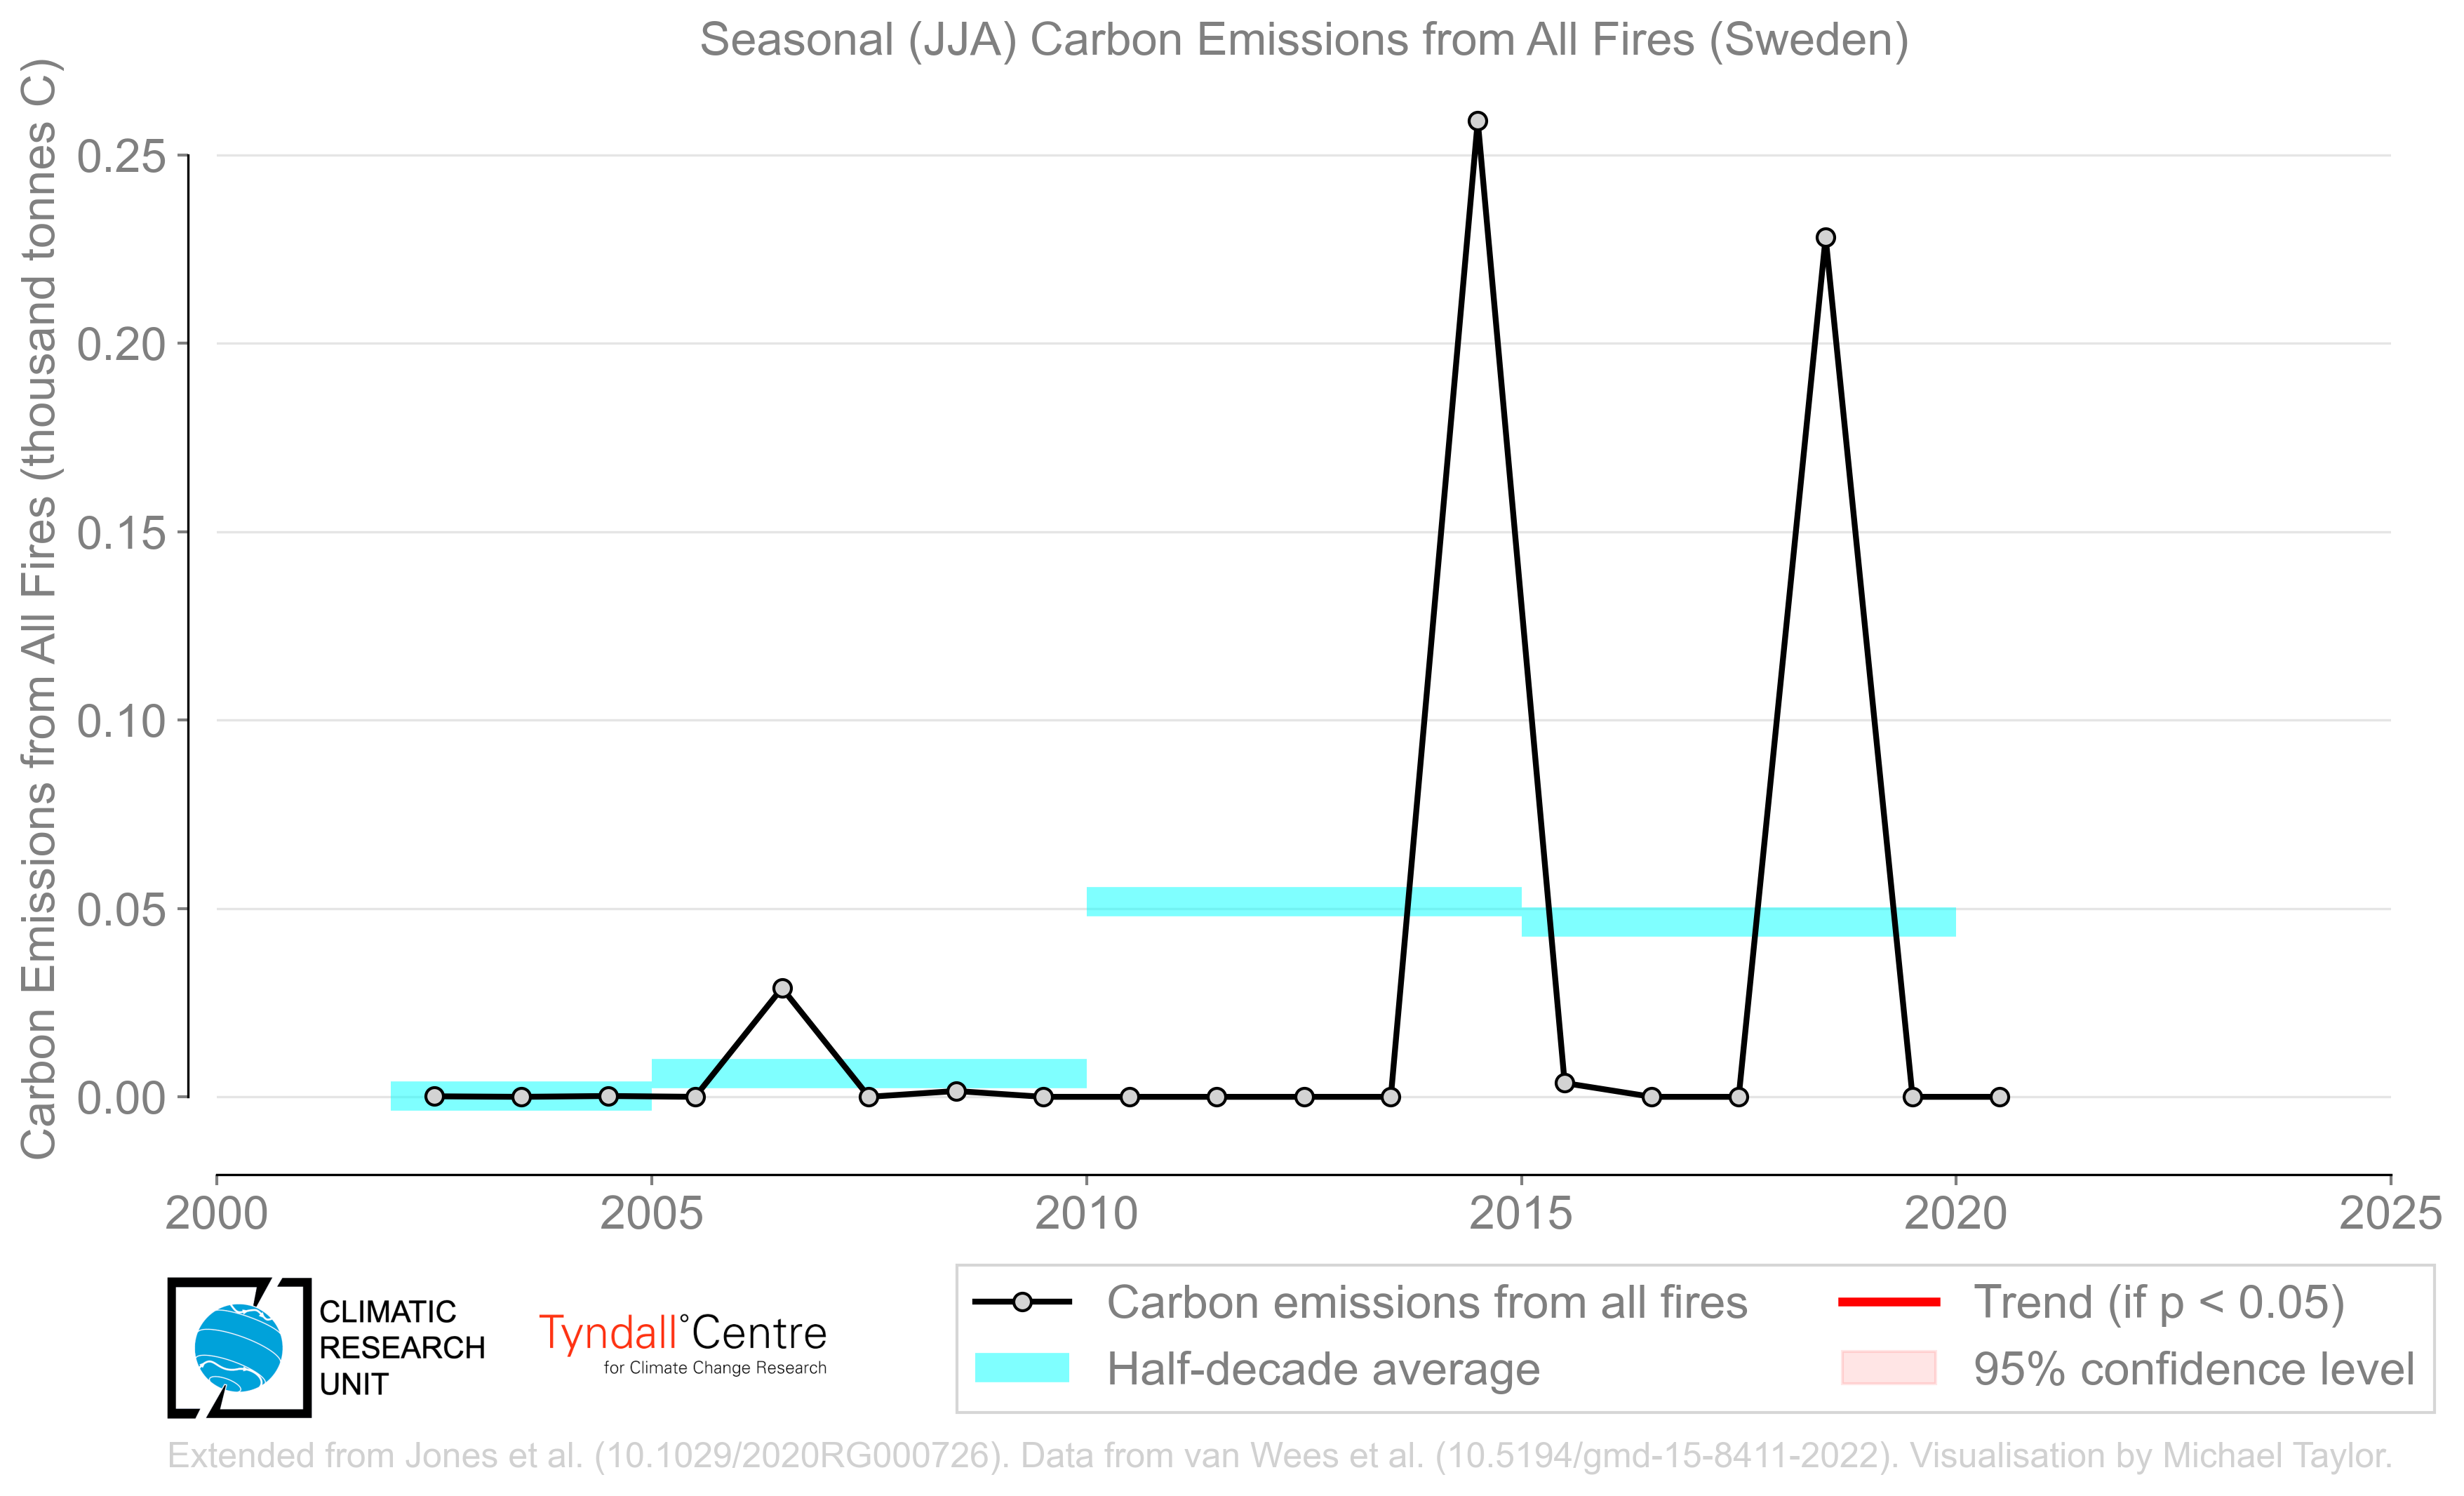 Seasonal (JJA) Carbon Emissions from All Fires (Sweden)
Carbon Emissions from All Fires (thousand tonnes C)
0.25
0.20
0.15
0.10
0.05
0.00
2000 2005 2010 2015 2020 2025
CLIMATIC
RESEARCH
UNIT
Tyndall°Centre
for Climate Change Research
Carbon emissions from all fires
Half-decade average
Trend (if p < 0.05)
95% confidence level
Extended from Jones et al. (10.1029/2020RG000726). Data from van Wees et al. (10.5194/gmd-15-8411-2022). Visualisation by Michael Taylor.